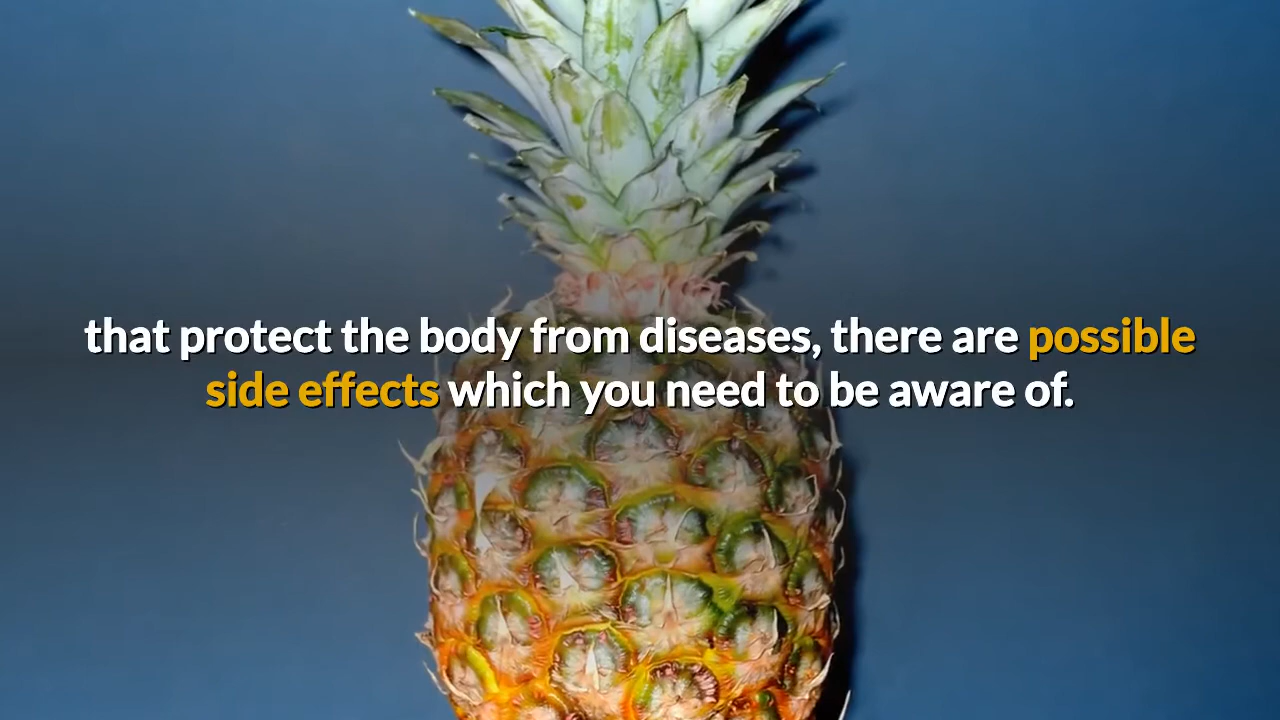 that protect the body from diseases, there are possible
side effects which you need to be aware of.